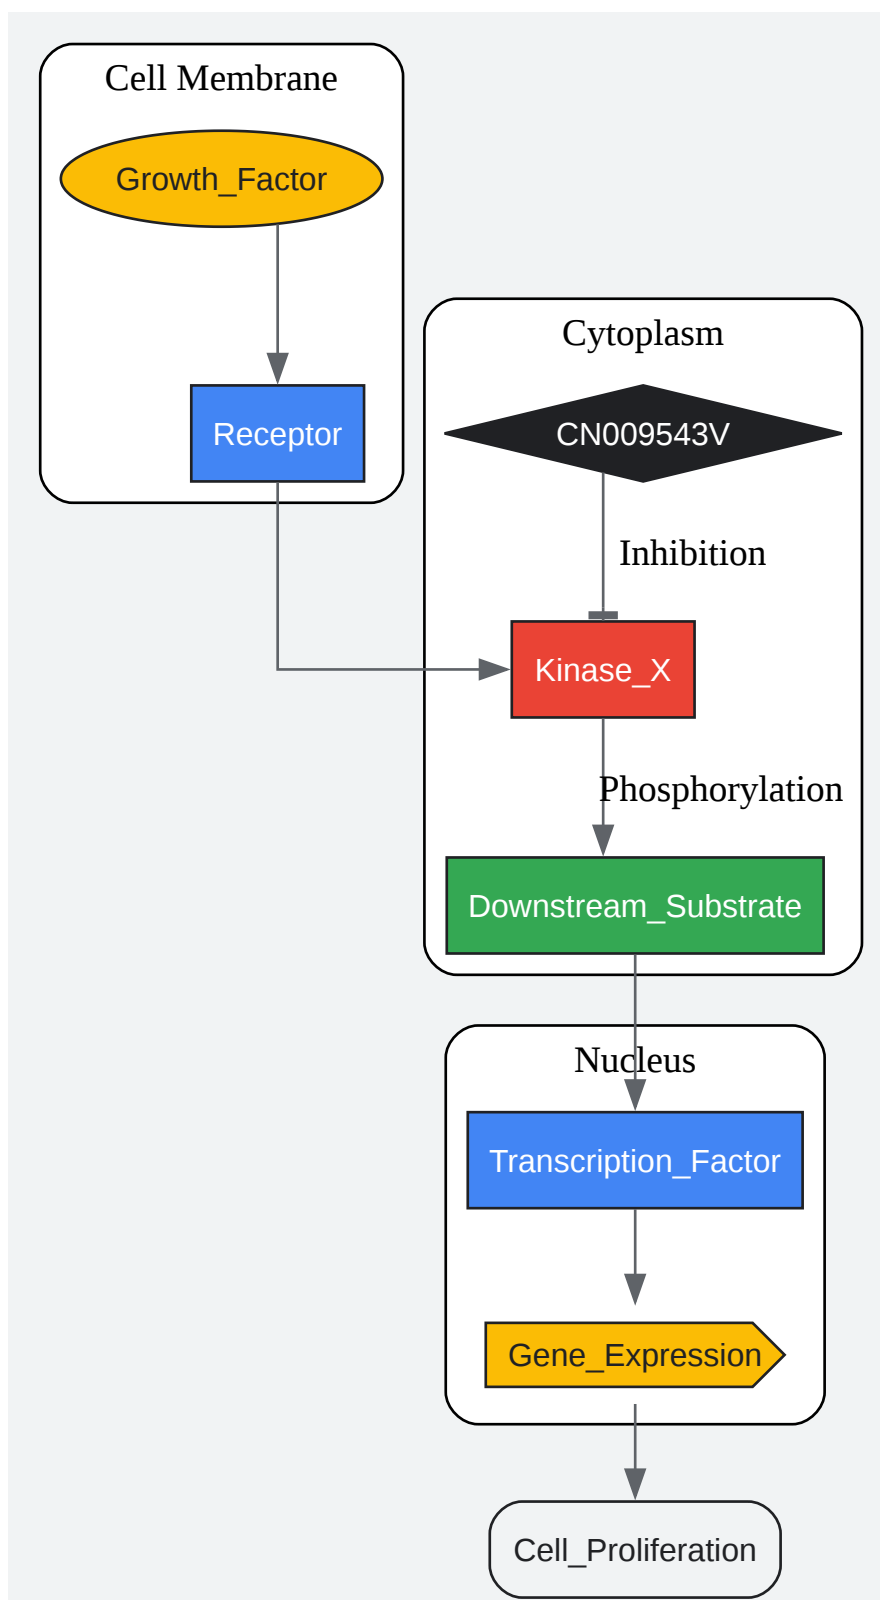 Cell Membrane
Growth_Factor
Receptor
Cytoplasm
CN009543V
Inhibition
Kinase_X
Phosphorylation
Downstream_Substrate
Nucleus
Transcription_Factor
Gene_Expression
Cell_Proliferation